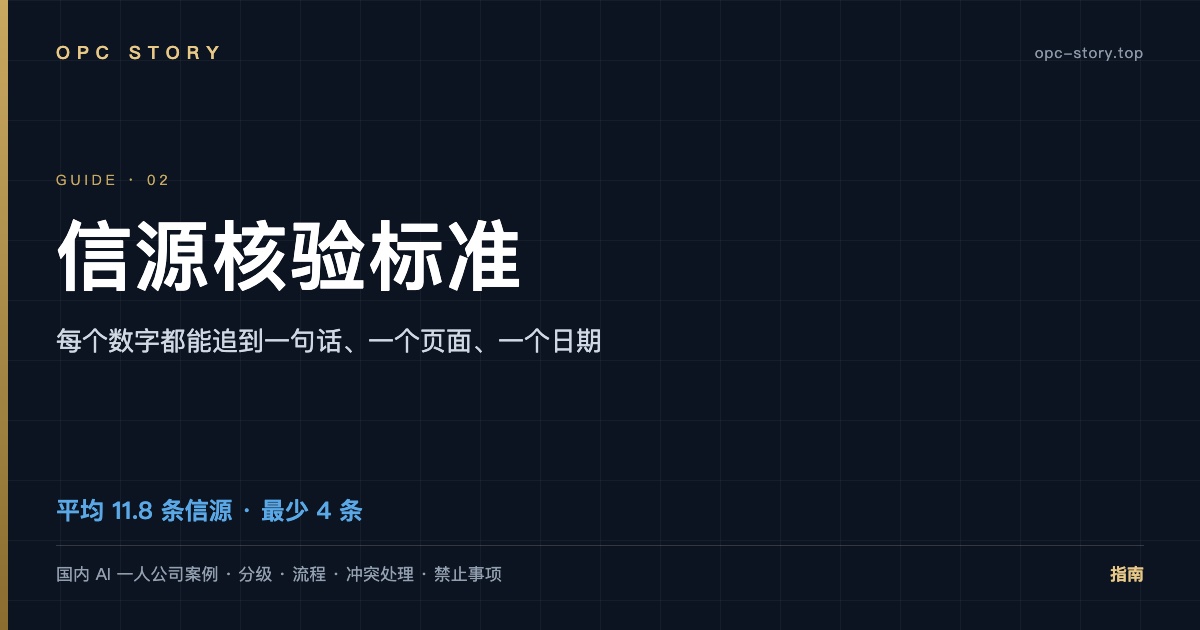 OPC STORY
opc-story.top
GUIDE · 02
信源核验标准
每个数字都能追到一句话、一个页面、一个日期
平均 11.8 条信源 · 最少 4 条
国内 AI 一人公司案例 · 分级 · 流程 · 冲突处理 · 禁止事项
指南